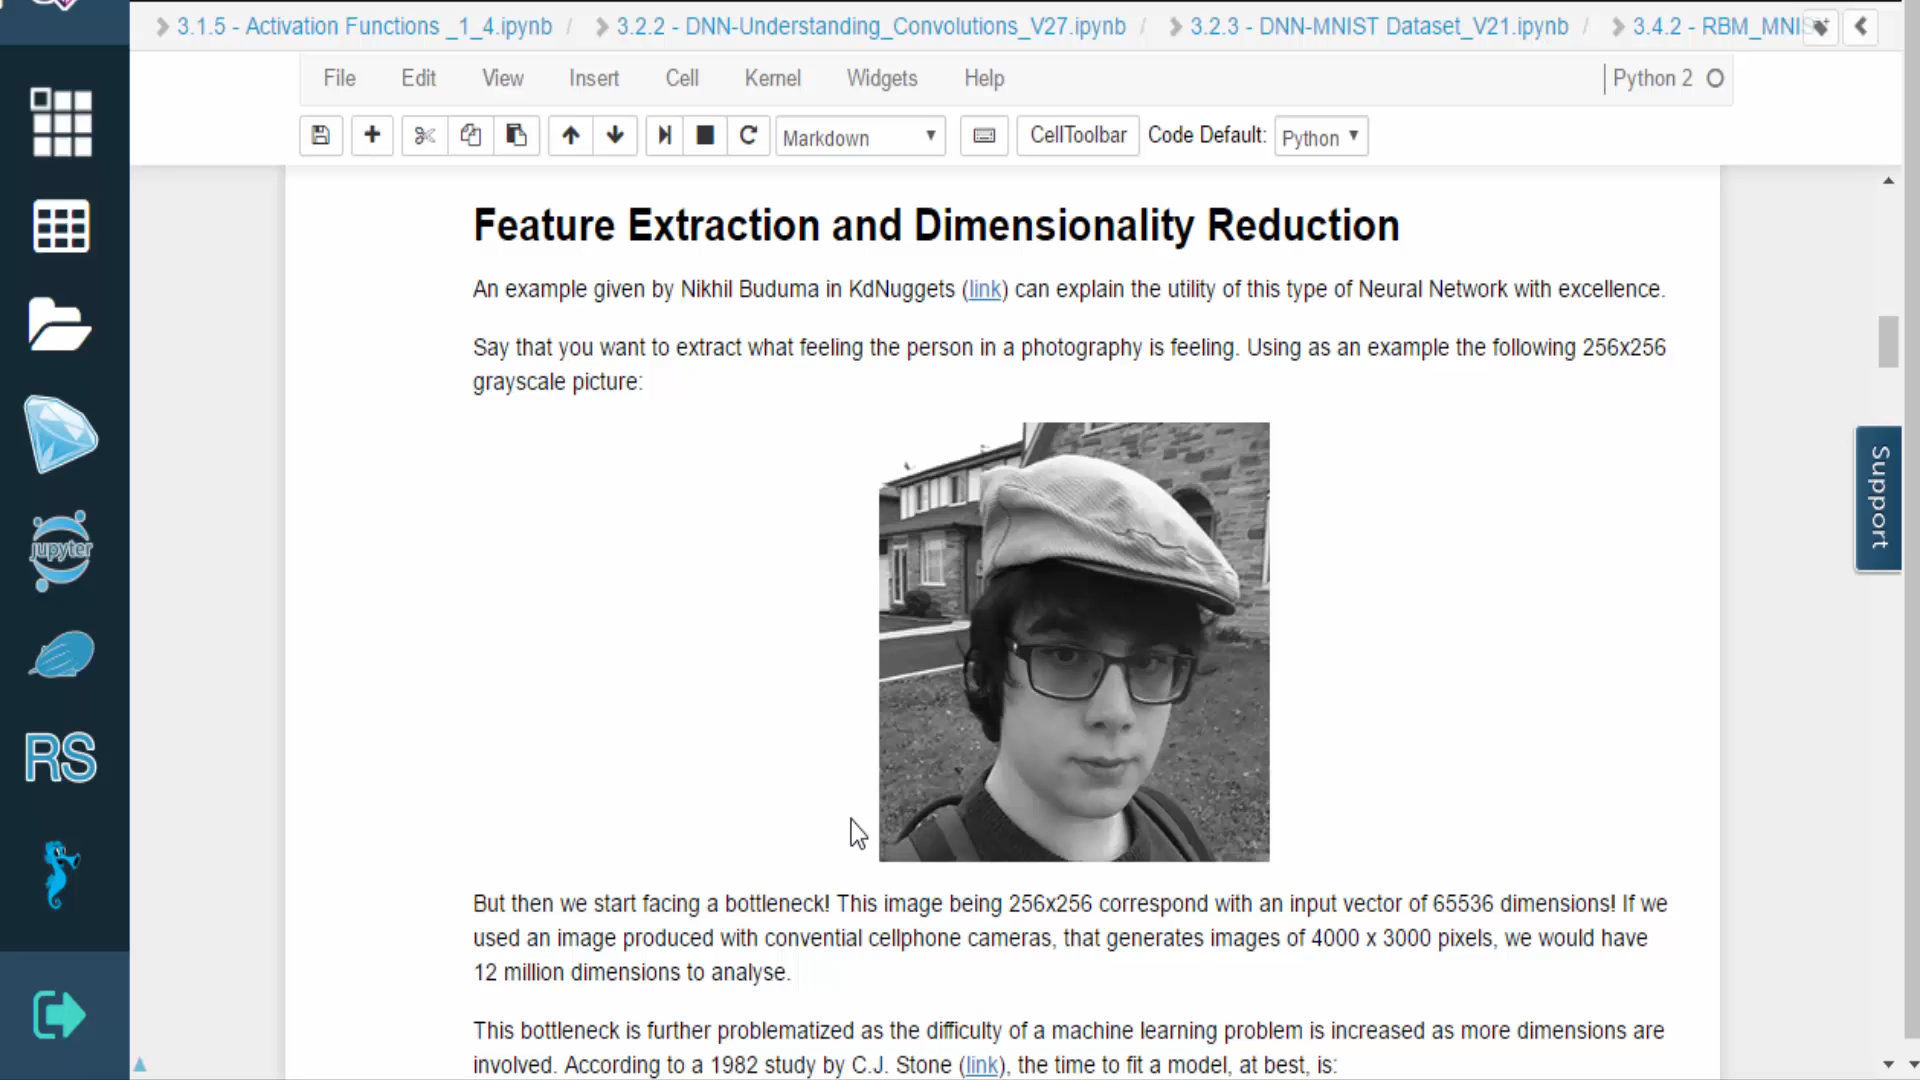 3.1.5 - Activation Functions _1_4.ipynb / 3.2.2 - DNN-Understanding_Convolutions_V27.ipynb / 3.2.3 - DNN-MNIST Dataset_V21.ipynb / 3.4.2 - RBM_MNIS
File Edit View Insert Cell Kernel Widgets Help Python 2
Markdown CellToolbar Code Default: Python
Feature Extraction and Dimensionality Reduction
An example given by Nikhil Buduma in KdNuggets (link) can explain the utility of this type of Neural Network with excellence.
Say that you want to extract what feeling the person in a photography is feeling. Using as an example the following 256x256
grayscale picture:
Support
jupyter
RS
But then we start facing a bottleneck! This image being 256x256 correspond with an input vector of 65536 dimensions! If we
used an image produced with convential cellphone cameras, that generates images of 4000 x 3000 pixels, we would have
12 million dimensions to analyse.
This bottleneck is further problematized as the difficulty of a machine learning problem is increased as more dimensions are
involved. According to a 1982 study by C.J. Stone (link), the time to fit a model, at best, is: